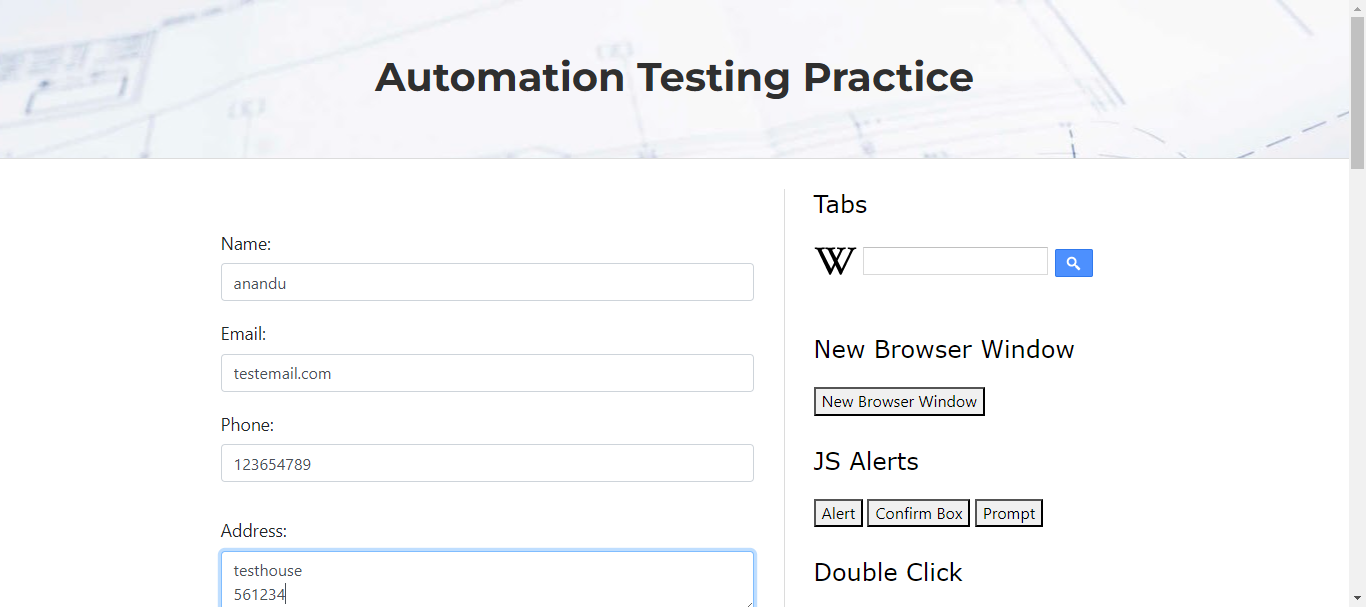 Automation Testing Practice
Name:
anandu
Email:
testemail.com
Phone:
123654789
Address:
testhouse
561234
Tabs
W
New Browser Window
New Browser Window
JS Alerts
Alert Confirm Box Prompt
Double Click